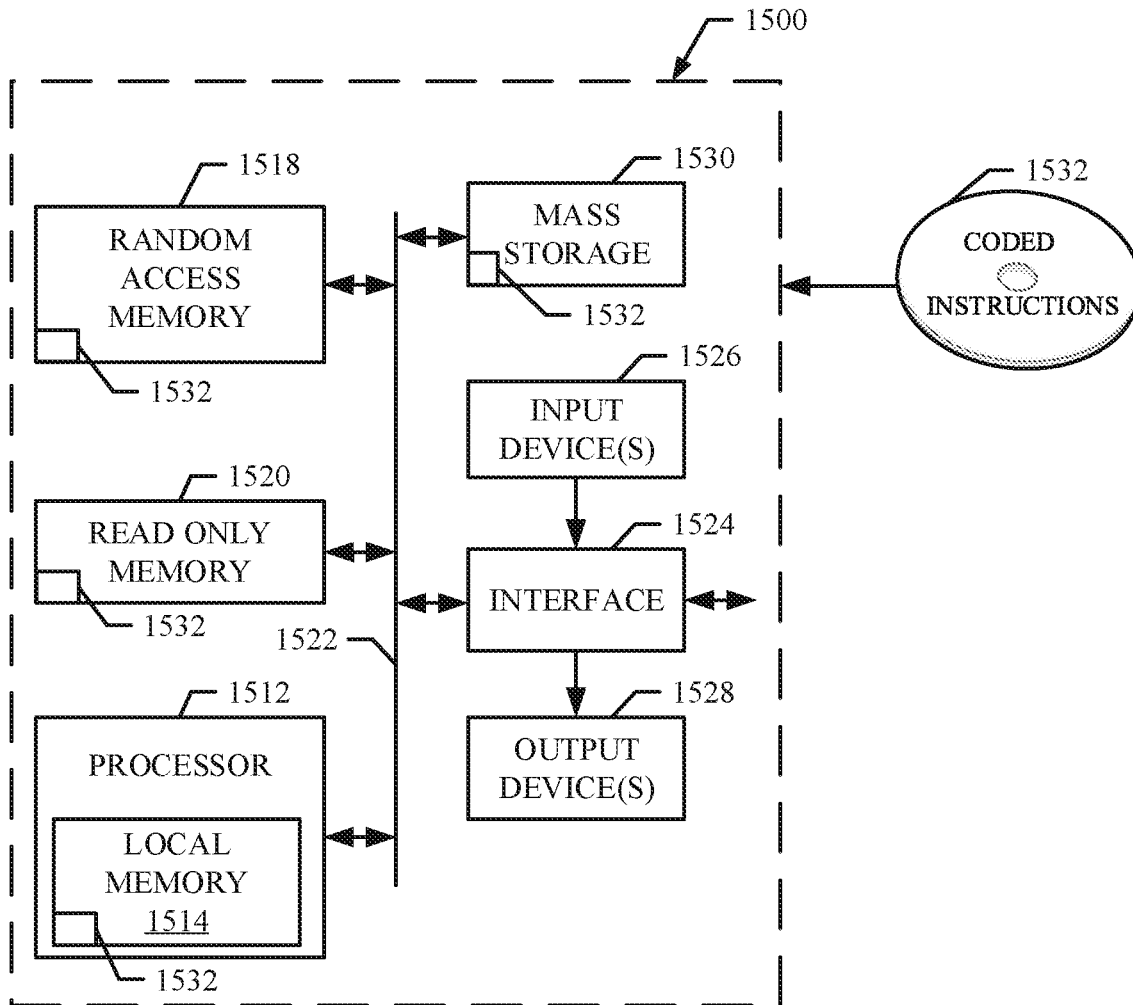 1500
1518
RANDOM
ACCESS
MEMORY
1532
1530
MASS
STORAGE
1532
1532
CODED
INSTRUCTIONS
1526
INPUT
DEVICE(S)
1520
READ ONLY
MEMORY
1532
1524
INTERFACE
1522
1512
PROCESSOR
LOCAL
MEMORY
1514
1532
1528
OUTPUT
DEVICE(S)